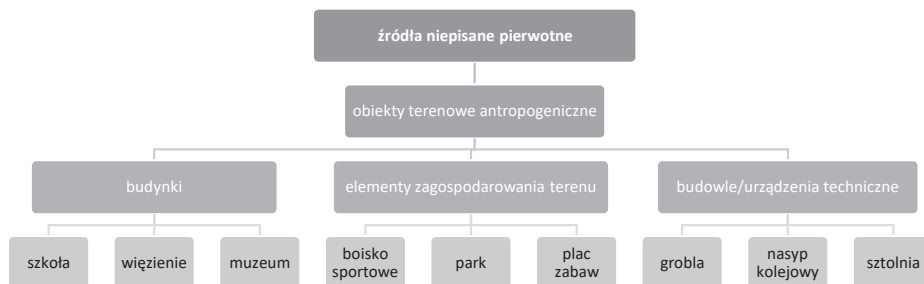 źródła niepisane pierwotne
obiekty terenowe antropogeniczne
budynki
elementy zagospodarowania terenu
budowle/urządzenia techniczne
szkoła
więzienie
muzeum
boisko
sportowe
park
plac
zabaw
grobla
nasyp
kolejowy
sztolnia